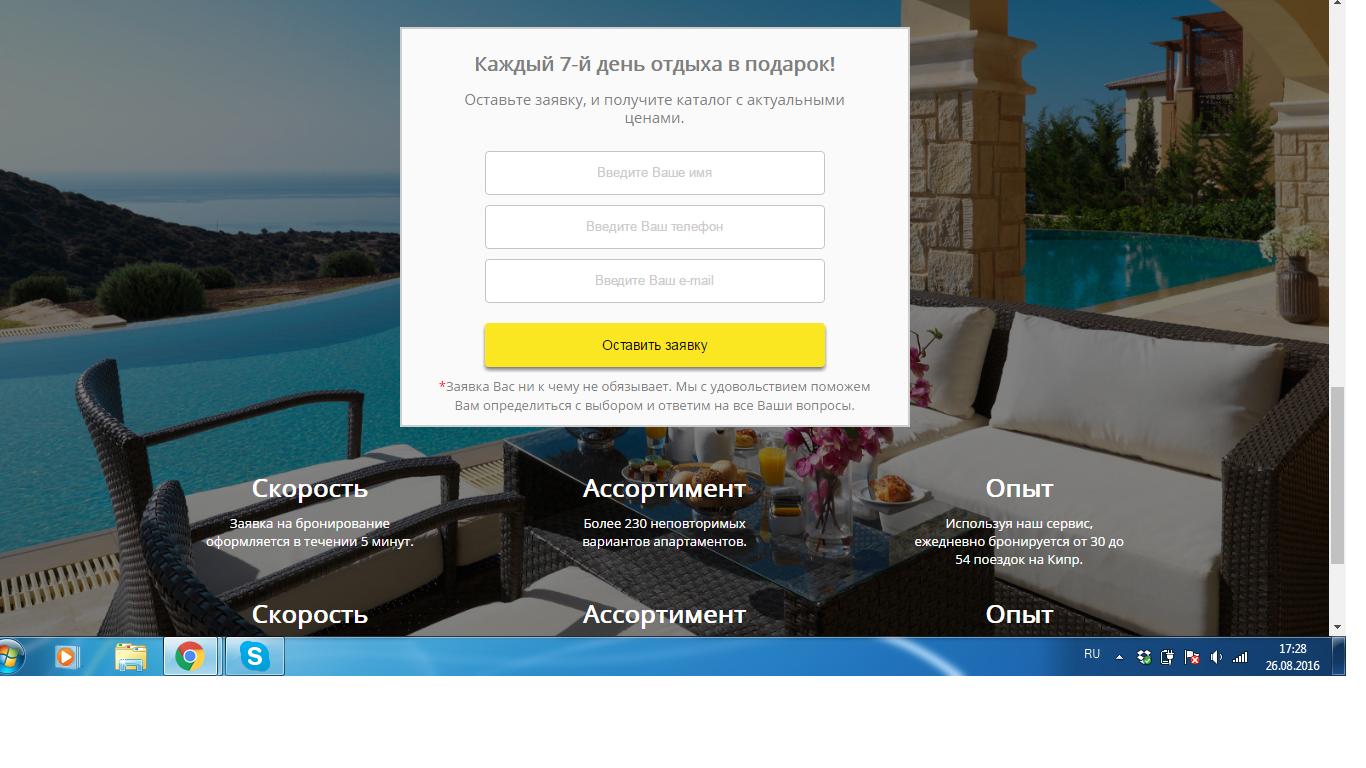 Каждый 7-й день отдыха в подарок!
Оставьте заявку, и получите каталог с актуальными
ценами.
Введите Ваше имя
Введите Ваш телефон
Введите Ваш e-mail
Оставить заявку
*Заявка Вас ни к чему не обязывает. Мы с удовольствием поможем
Вам определиться с выбором и ответим на все Ваши вопросы.
Скорость
Заявка на бронирование
оформляется в течении 5 минут.
Ассортимент
Более 230 неповторимых
вариантов апартаментов.
Опыт
Используя наш сервис,
ежедневно бронируется от 30 до
54 поездок на Кипр.
Скорость
Ассортимент
Опыт
RU
17:28
26.08.2016